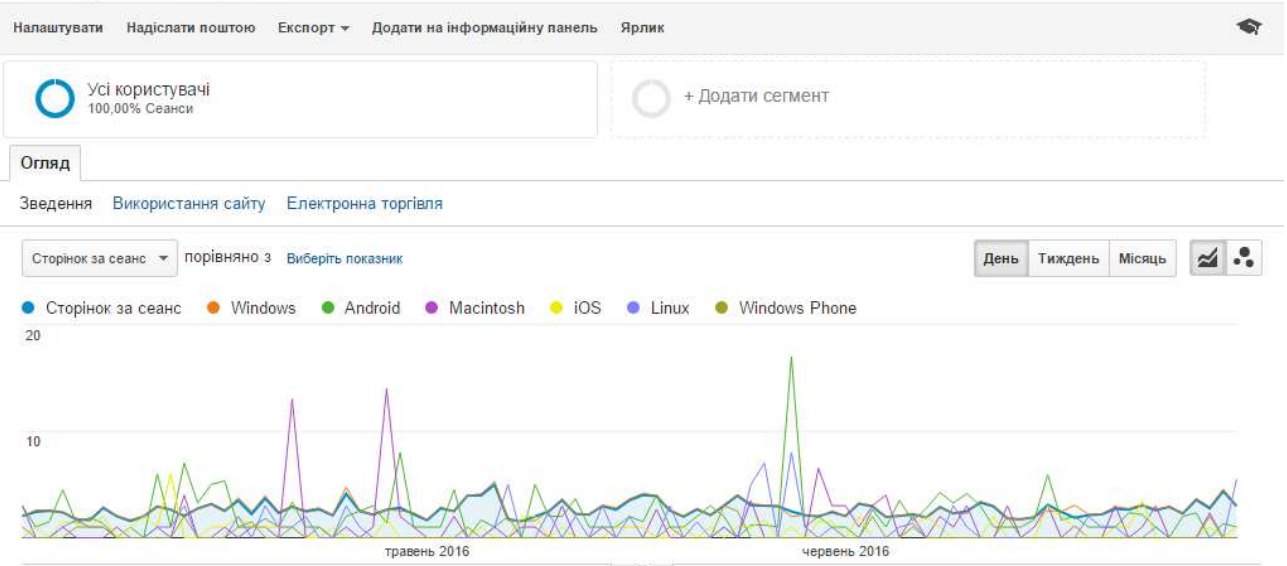 Налаштувати Надіслати поштою Експорт Додати на інформаційну панель Ярлик
Усі користувачі
100,00% Сеанси
+ Додати сегмент
Огляд
Зведення Використання сайту Електронна торгівля
Сторінок за сеанс порівняно з Виберіть показник День Тиждень Місяць
Сторінок за сеанс Windows Android Macintosh iOS Linux Windows Phone
20
10
травень 2016 червень 2016